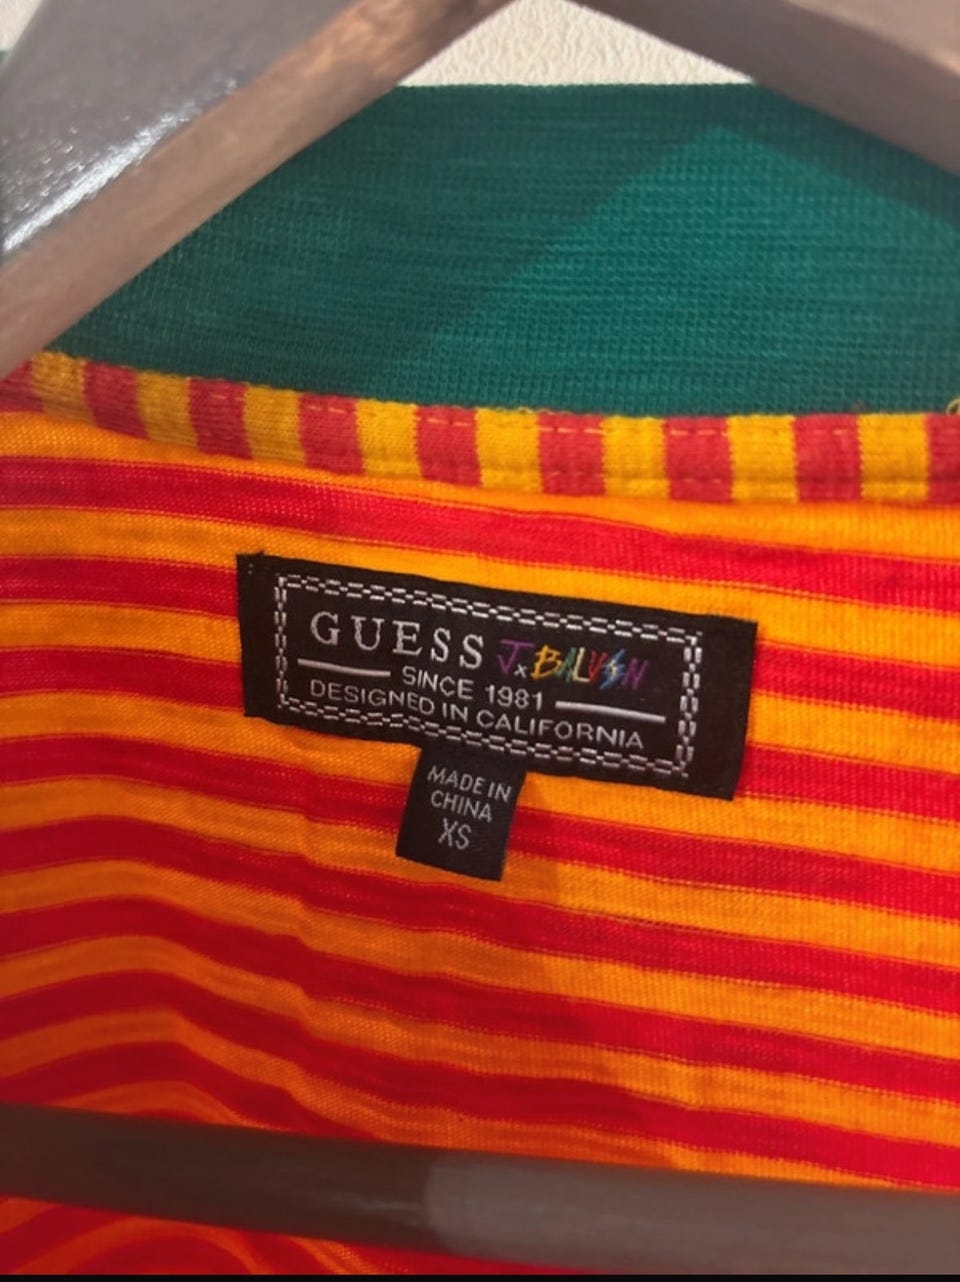 GUESS J. BALVIN
SINCE 1981
DESIGNED IN CALIFORNIA
MADE IN
CHINA
XS